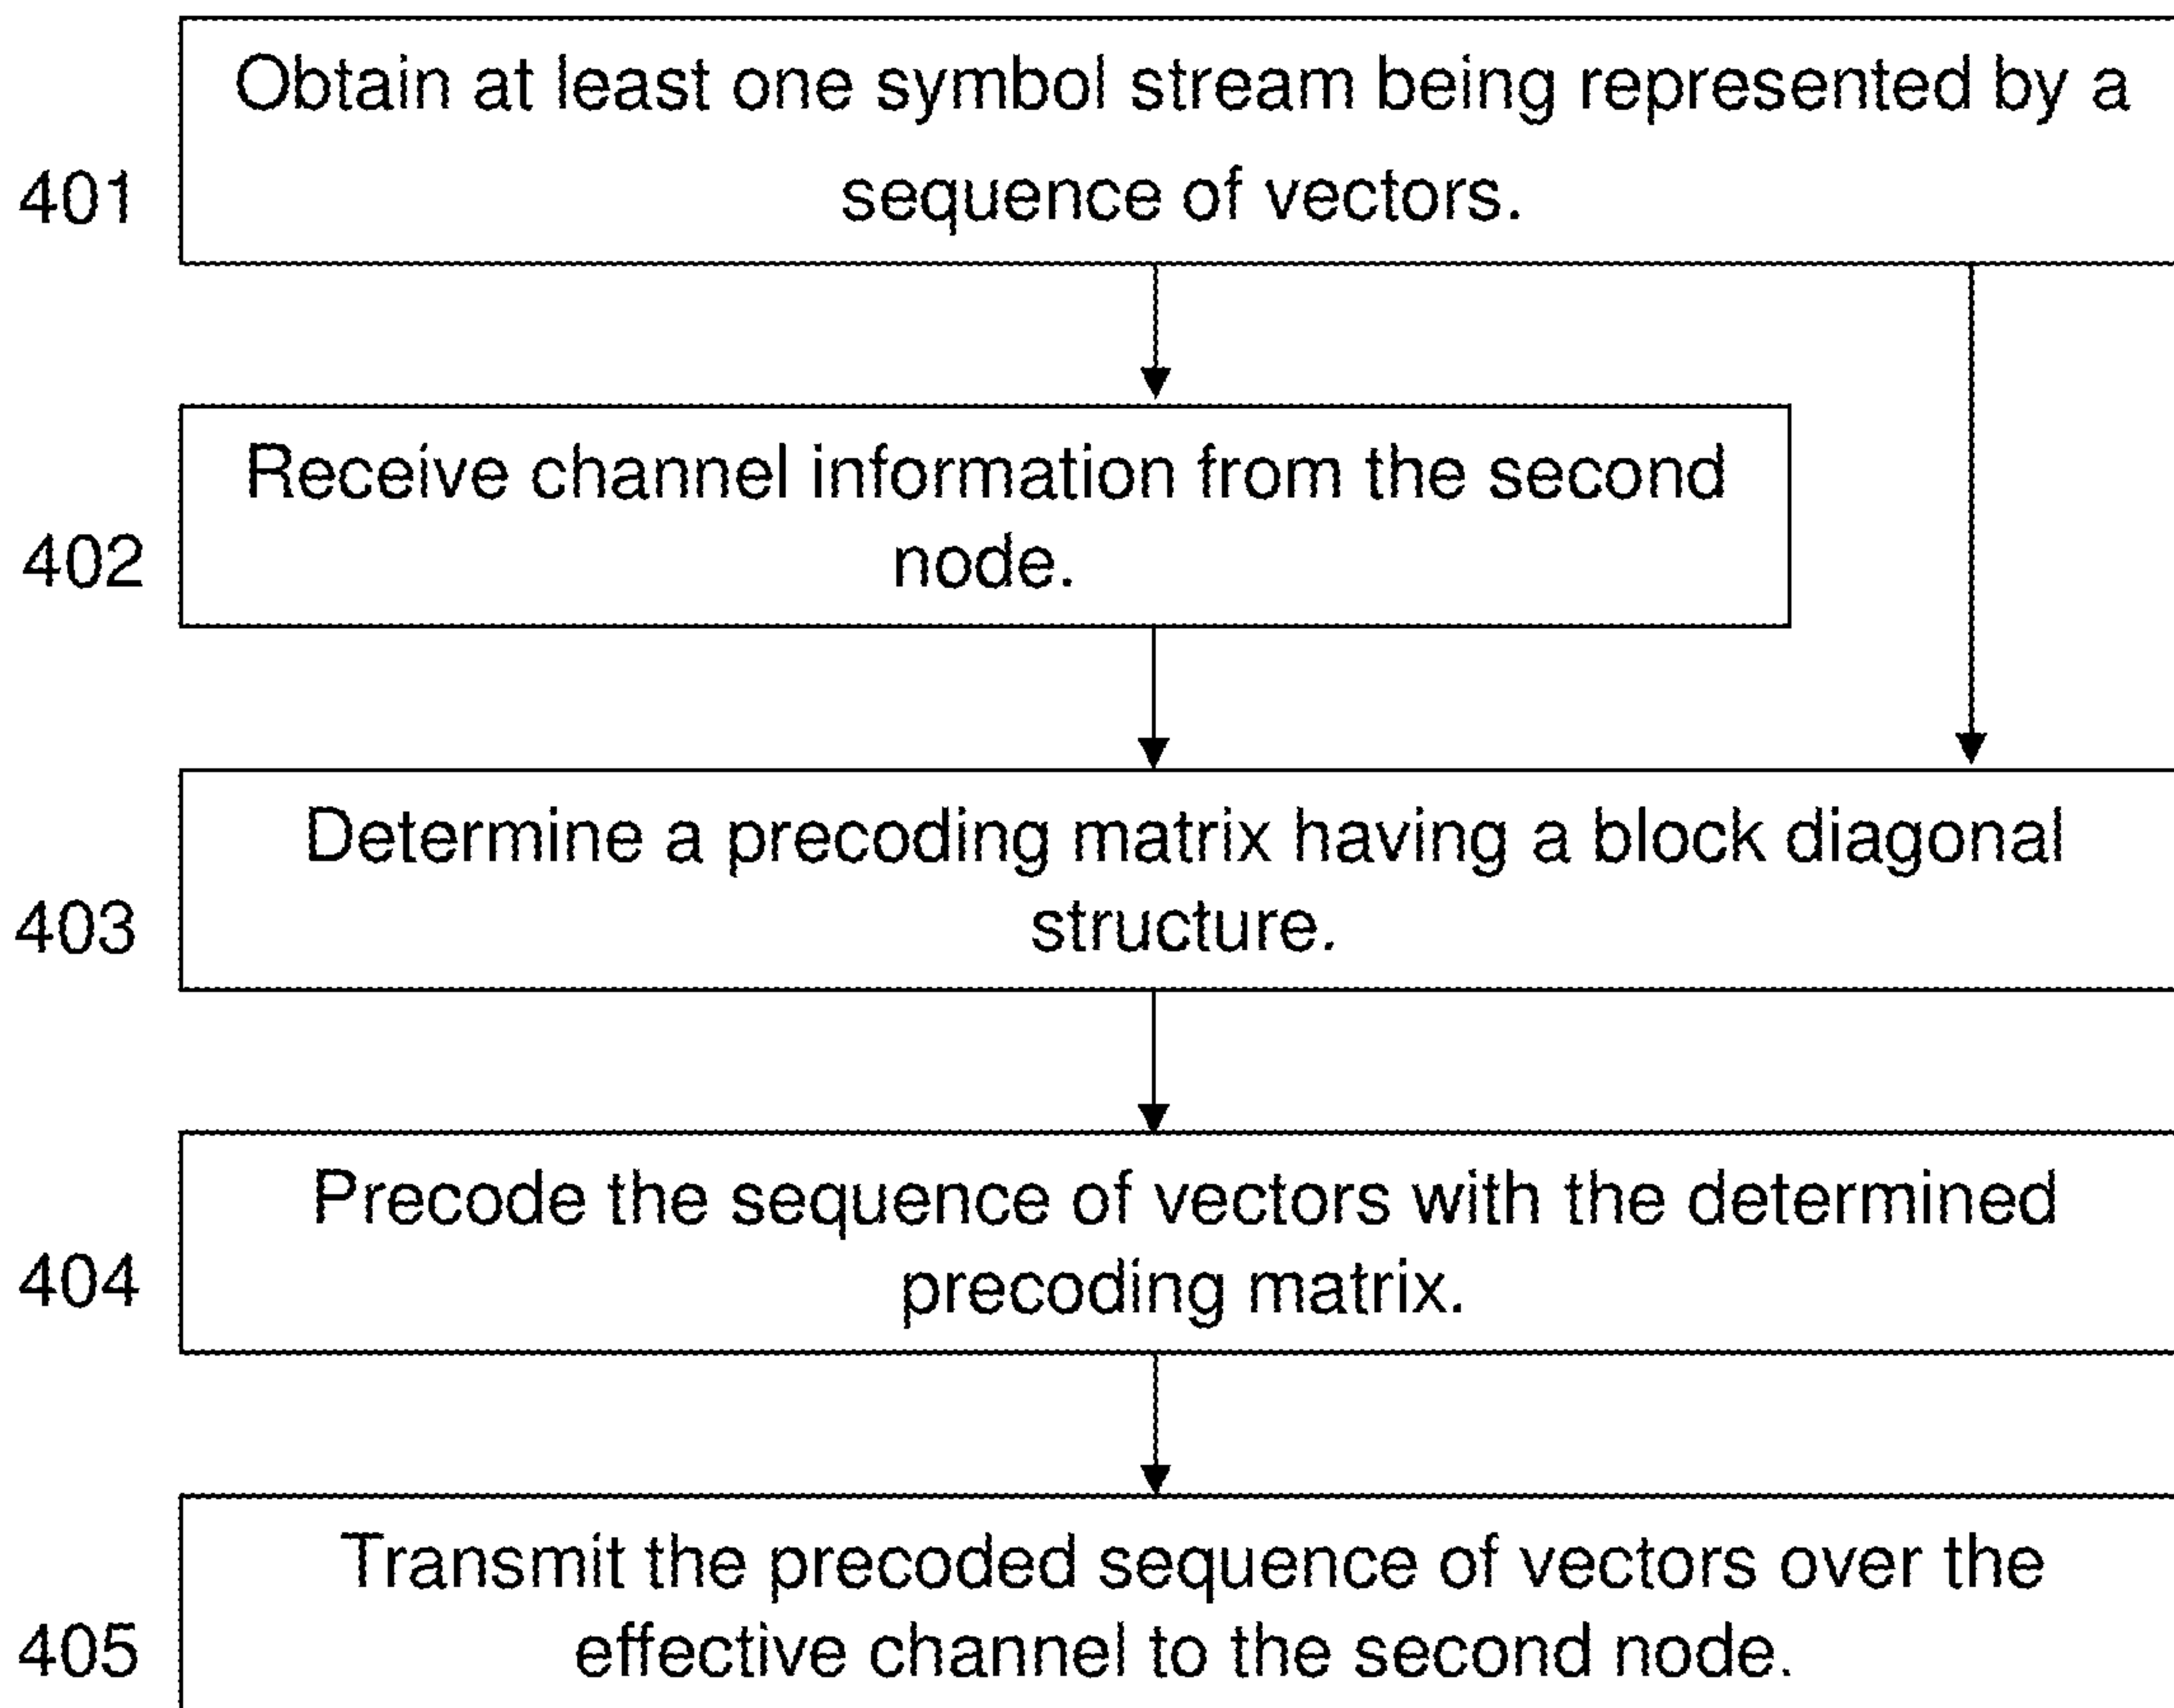 Obtain at least one symbol stream being represented by a
401
sequence of vectors.
Receive channel information from the second
402
node.
Determine a precoding matrix having a block diagonal
403
structure.
Precode the sequence of vectors with the determined
404
precoding matrix.
Transmit the precoded sequence of vectors over the
405
effective channel to the second node.